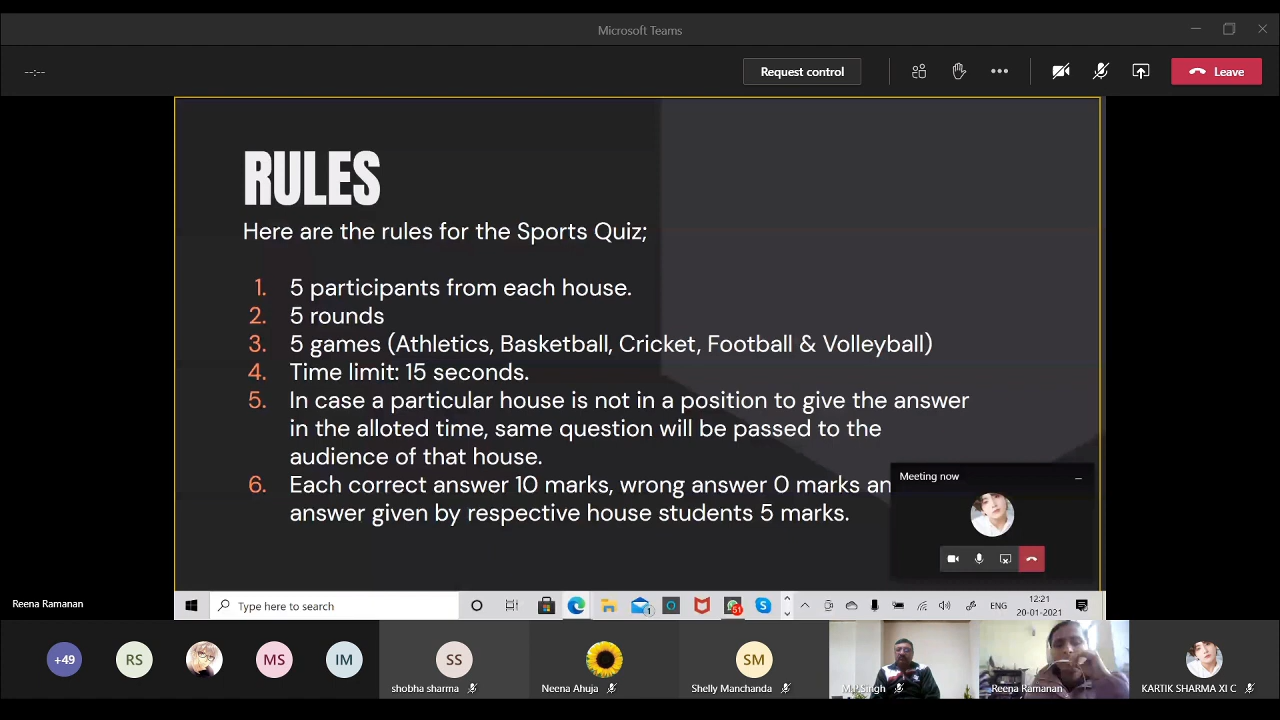 Microsoft Teams
--:--
Request control
Leave
RULES
Here are the rules for the Sports Quiz;
1. 5 participants from each house.
2. 5 rounds
3. 5 games (Athletics, Basketball, Cricket, Football & Volleyball)
4. Time limit: 15 seconds.
5. In case a particular house is not in a position to give the answer
in the alloted time, same question will be passed to the
audience of that house.
6. Each correct answer 10 marks, wrong answer 0 marks an
answer given by respective house students 5 marks.
Meeting now
Reena Ramanan
Type here to search
1
51
ENG
12:21
20-01-2021
+49
RS
MS
IM
SS
SM
shobha sharma
Neena Ahuja
Shelly Manchanda
M.P.Singh
Reena Ramanan
KARTIK SHARMA XI C